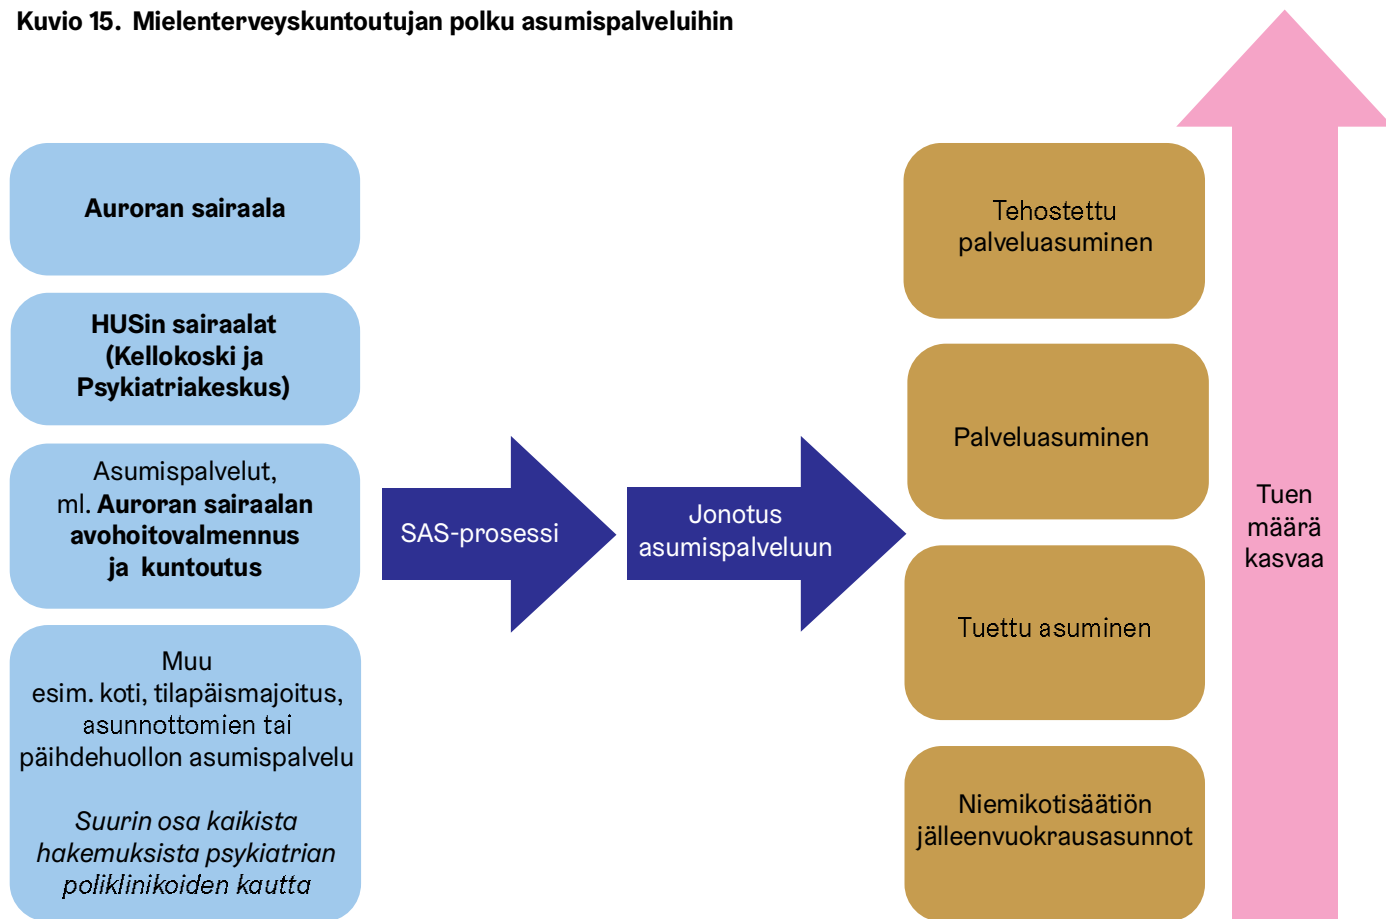 Kuvio 15. Mielenterveyskuntoutujan polku asumispalveluihin
Auroran sairaala
HUSin sairaalat
(Kellokoski ja
Psykiatriakeskus)
Asumispalvelut,
ml. Auroran sairaalan
avohoitovalmennus
ja kuntoutus
Muu
esim. koti, tilapäismajoitus,
asunnottomien tai
päihdehuollon asumispalvelu
Suurin osa kaikista
hakemuksista psykiatrian
poliklinikoiden kautta
SAS-prosessi
Jonotus
asumispalveluun
Tehostettu
palveluasuminen
Palveluasuminen
Tuettu asuminen
Niemikotisäätiön
jälleenvuokrausasunnot
Tuen
määrä
kasvaa